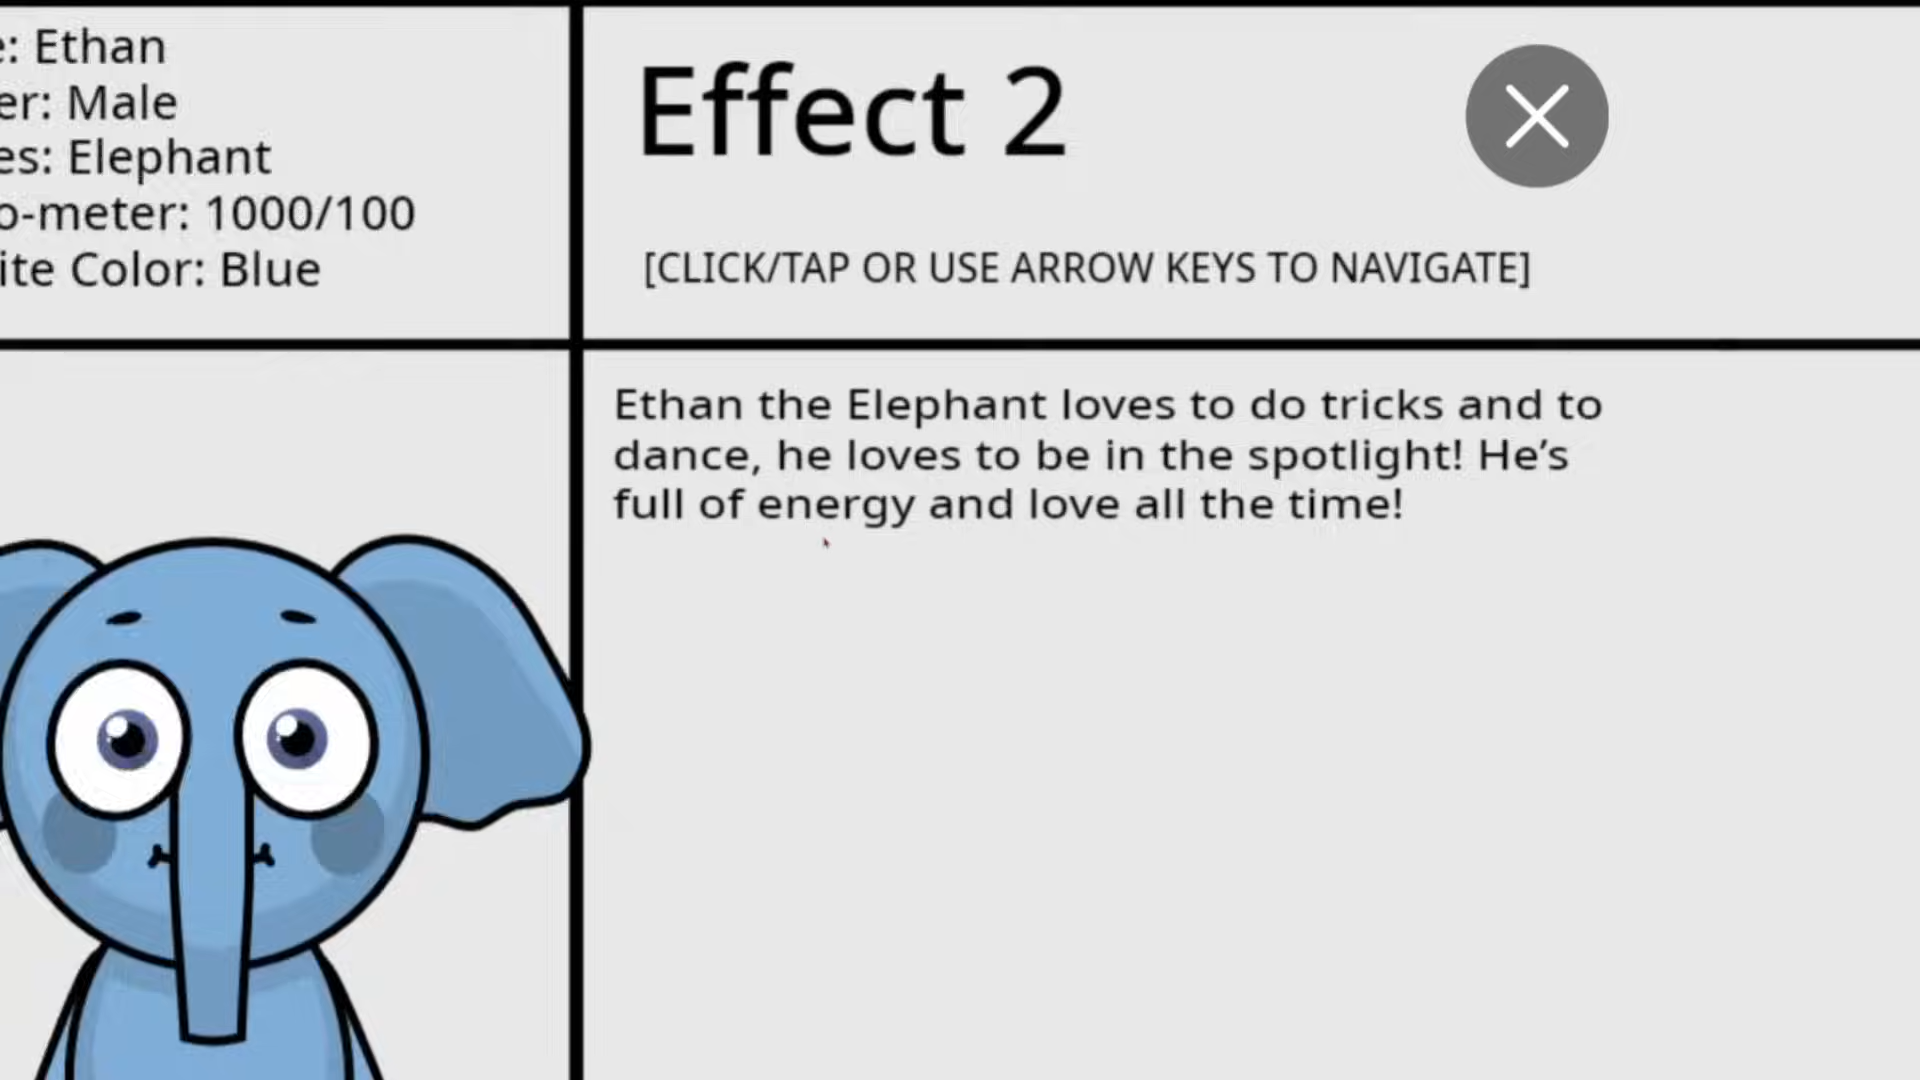 : Ethan
er: Male
es: Elephant
o-meter: 1000/100
ite Color: Blue
Effect 2
[CLICK/TAP OR USE ARROW KEYS TO NAVIGATE]
Ethan the Elephant loves to do tricks and to
dance, he loves to be in the spotlight! He’s
full of energy and love all the time!